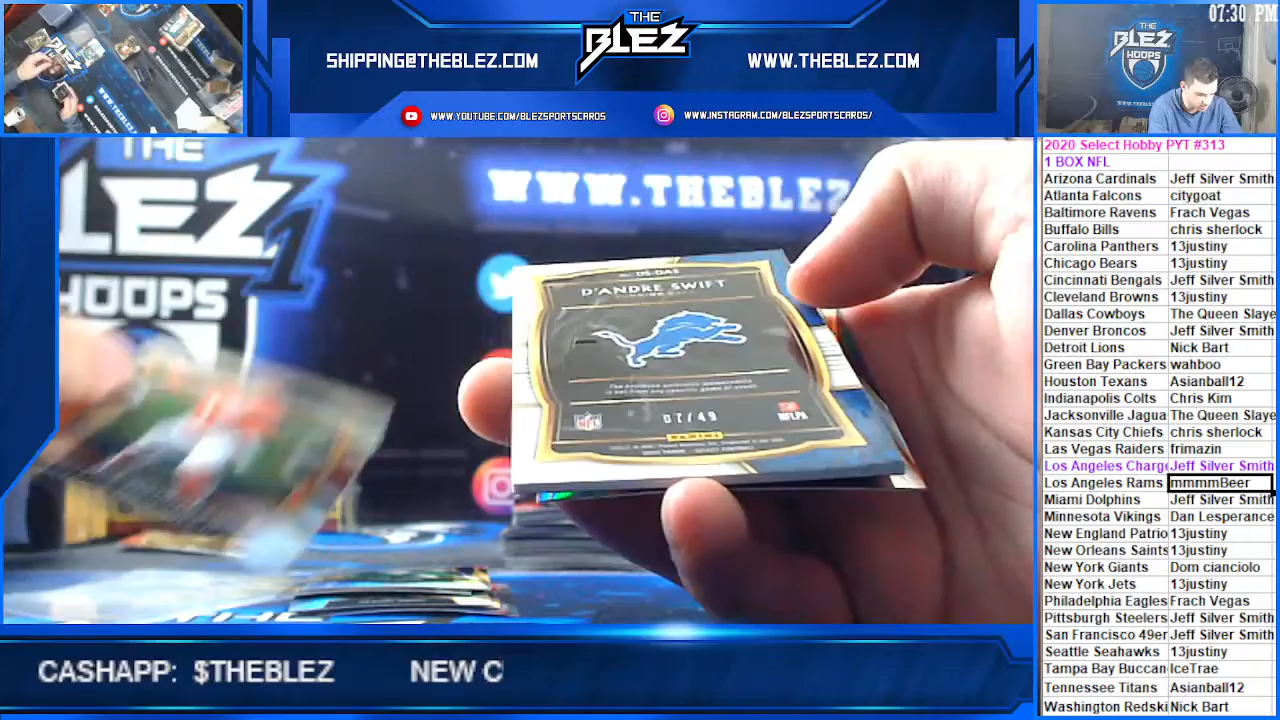 THE
BLEZ
SHIPPING@THEBLEZ.COM
WWW.THEBLEZ.COM
WWW.YOUTUBE.COM/BLEZSPORTSCARDS
WWW.INSTAGRAM.COM/BLEZSPORTSCARDS/
07:30 PM
THE
BLEZ
HOOPS
THE
LEZ
HOOPS
1
WWW.THEBLEZ
D'ANDRE SWIFT
RUNNING BACK
07/49
NFL
NFLPA
PANINI
2020 Select Hobby PYT #313
1 BOX NFL
Arizona Cardinals Jeff Silver Smith
Atlanta Falcons citygoat
Baltimore Ravens Frach Vegas
Buffalo Bills chris sherlock
Carolina Panthers 13justiny
Chicago Bears 13justiny
Cincinnati Bengals Jeff Silver Smith
Cleveland Browns 13justiny
Dallas Cowboys The Queen Slaye
Denver Broncos Jeff Silver Smith
Detroit Lions Nick Bart
Green Bay Packers wahboo
Houston Texans Asianball12
Indianapolis Colts Chris Kim
Jacksonville Jagua The Queen Slaye
Kansas City Chiefs chris sherlock
Las Vegas Raiders frimazin
Los Angeles Charge Jeff Silver Smith
Los Angeles Rams mmmmBeer
Miami Dolphins Jeff Silver Smith
Minnesota Vikings Dan Lesperance
New England Patrio 13justiny
New Orleans Saints 13justiny
New York Giants Dom cianciolo
New York Jets 13justiny
Philadelphia Eagles Frach Vegas
Pittsburgh Steelers Jeff Silver Smith
San Francisco 49er Jeff Silver Smith
Seattle Seahawks 13justiny
Tampa Bay Buccan IceTrae
Tennessee Titans Asianball12
Washington Redski Nick Bart
CASHAPP: $THEBLEZ
NEW C